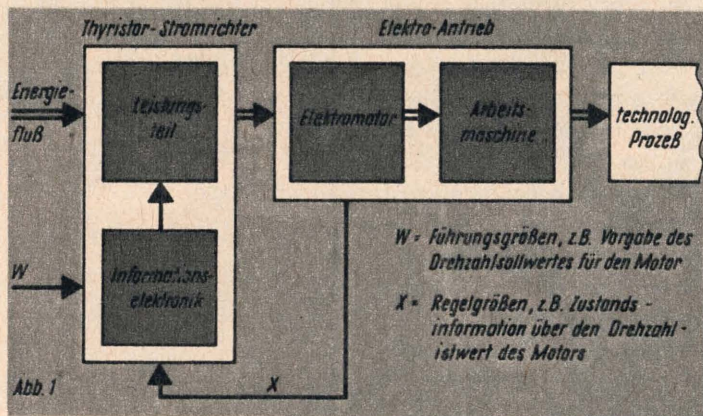 Thyristor-Stromrichter
Elektro-Antrieb
Energie-
fluß
Leistungs-
teil
Elektromotor
Arbeits-
maschine
technolog.
Prozeß
W
Informations-
elektronik
W = Führungsgrößen, z.B. Vorgabe des
Drehzahlsollwertes für den Motor
X = Regelgrößen, z.B. Zustands-
information über den Drehzahl-
istwert des Motors
Abb. 1
X